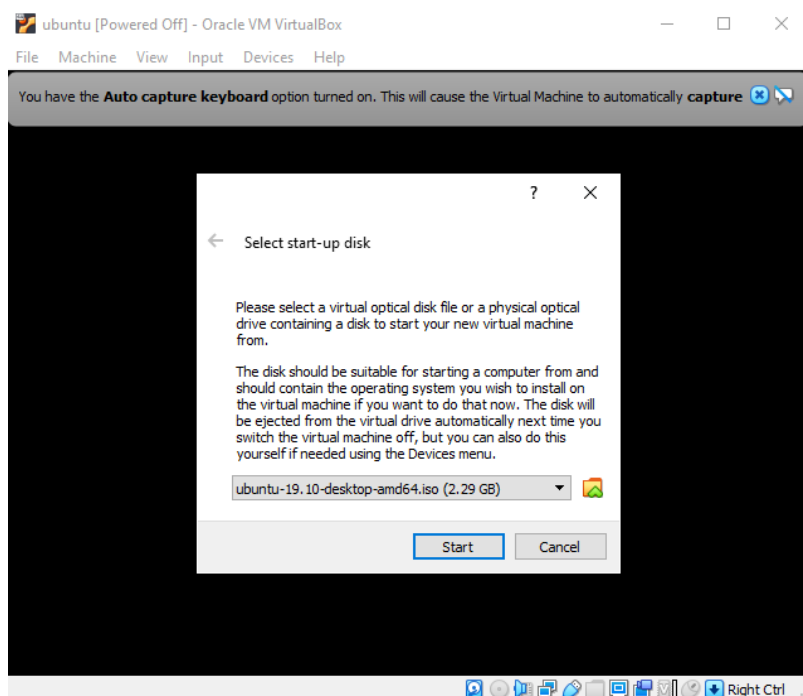 ubuntu [Powered Off] - Oracle VM VirtualBox
File Machine View Input Devices Help
You have the Auto capture keyboard option turned on. This will cause the Virtual Machine to automatically capture
?
Select start-up disk
Please select a virtual optical disk file or a physical optical
drive containing a disk to start your new virtual machine
from.
The disk should be suitable for starting a computer from and
should contain the operating system you wish to install on
the virtual machine if you want to do that now. The disk will
be ejected from the virtual drive automatically next time you
switch the virtual machine off, but you can also do this
yourself if needed using the Devices menu.
ubuntu-19.10-desktop-amd64.iso (2.29 GB)
Start Cancel
Right Ctrl